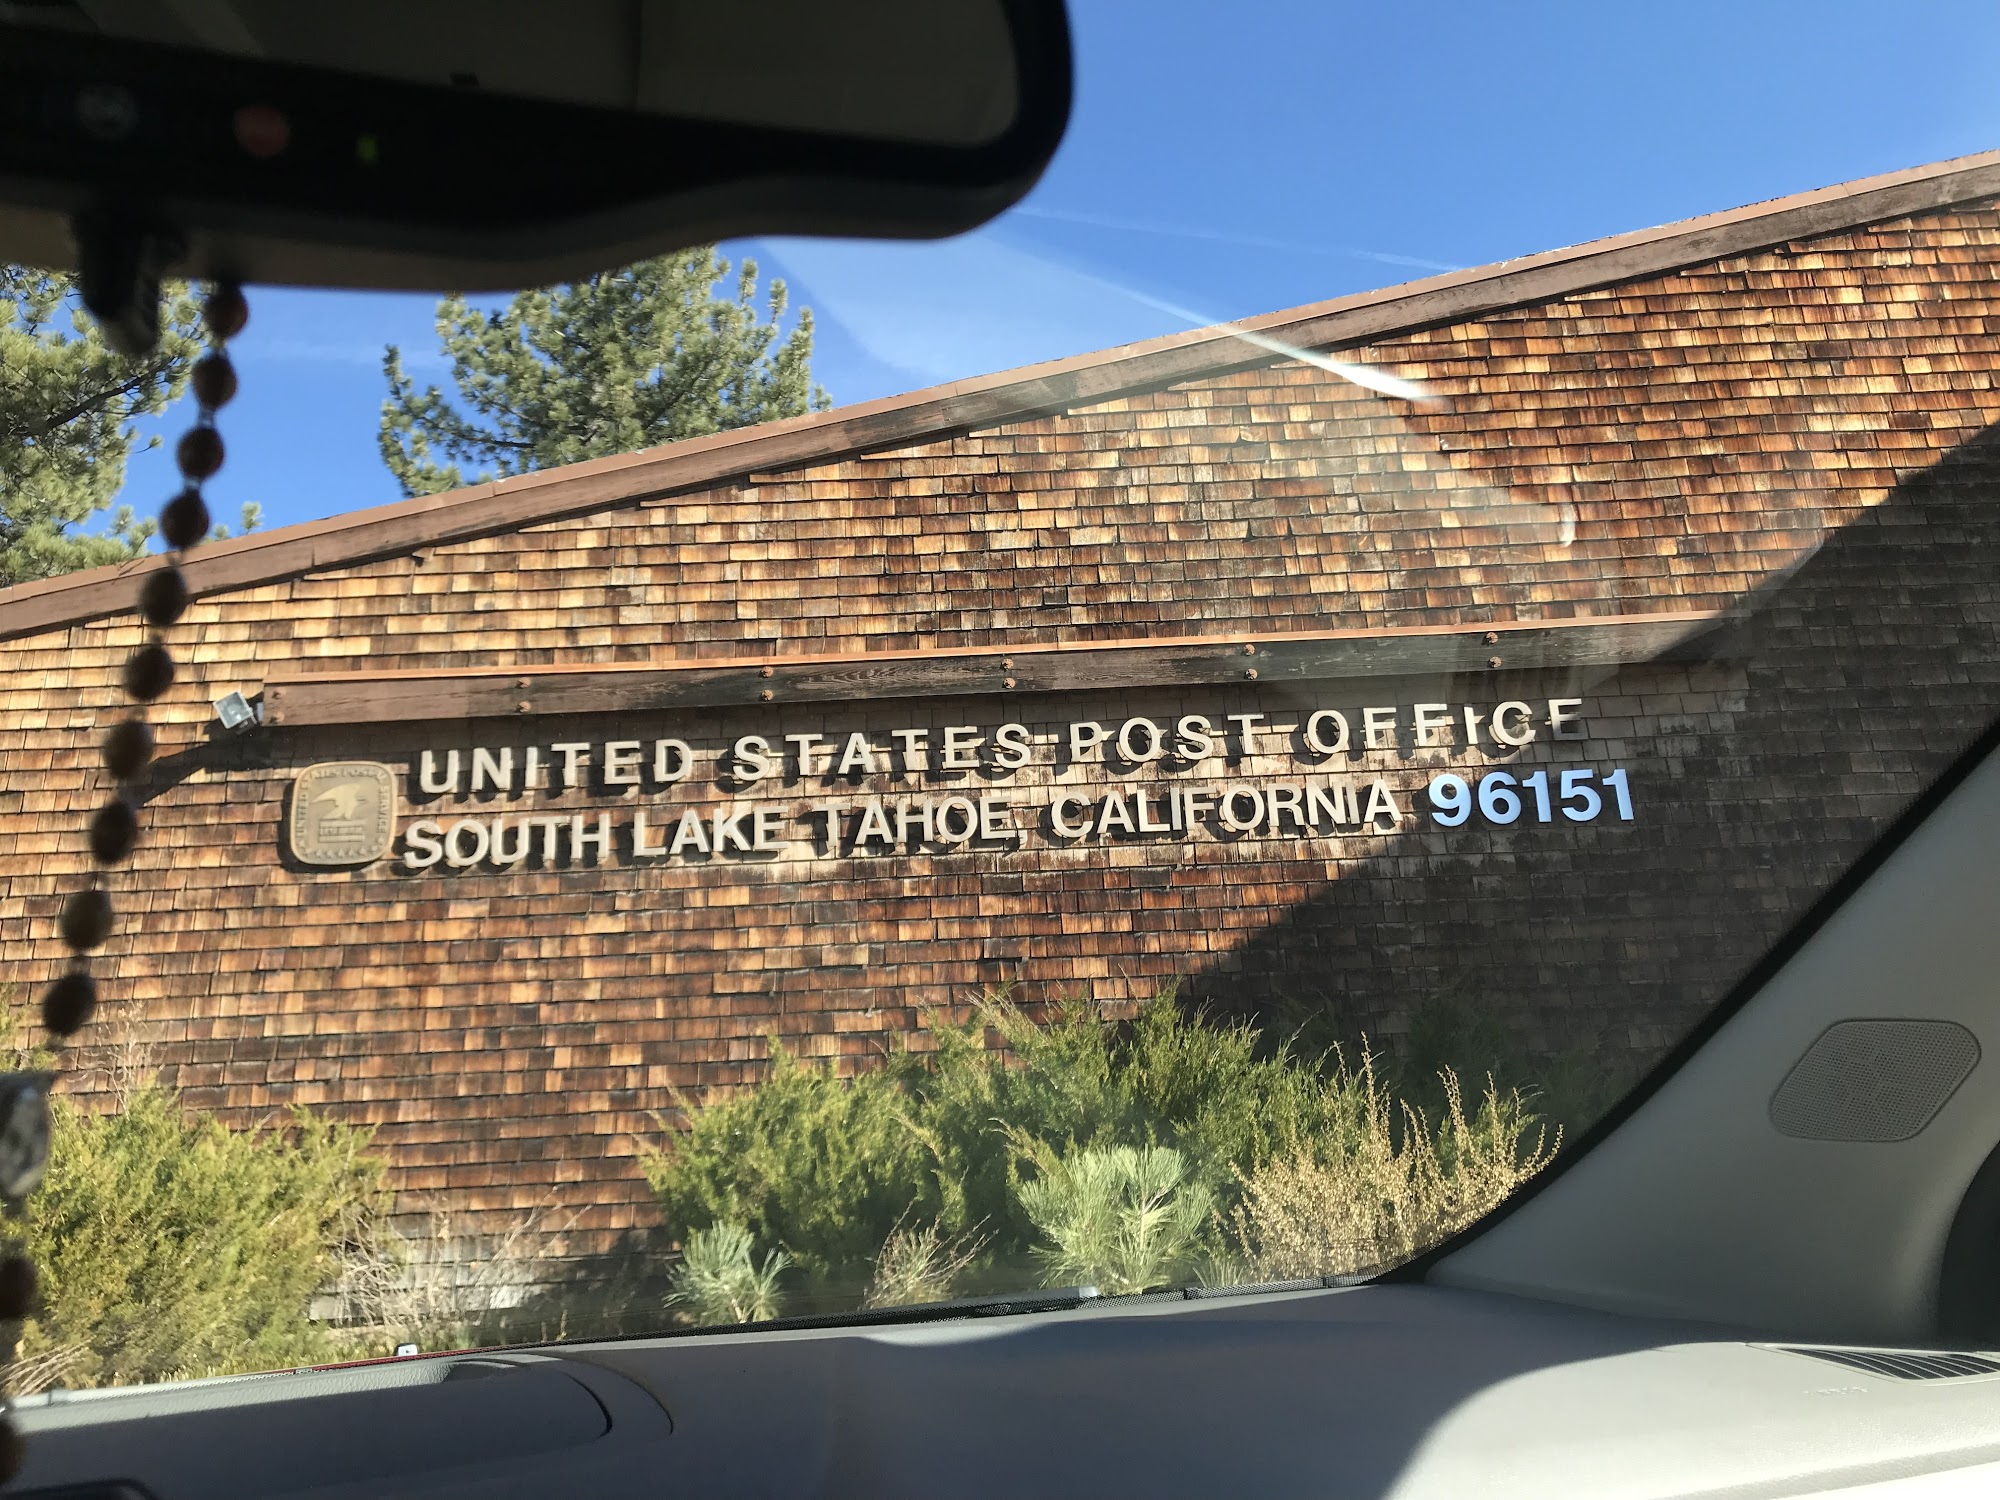 UNITED STATES POST OFFICE
SOUTH LAKE TAHOE, CALIFORNIA 96151